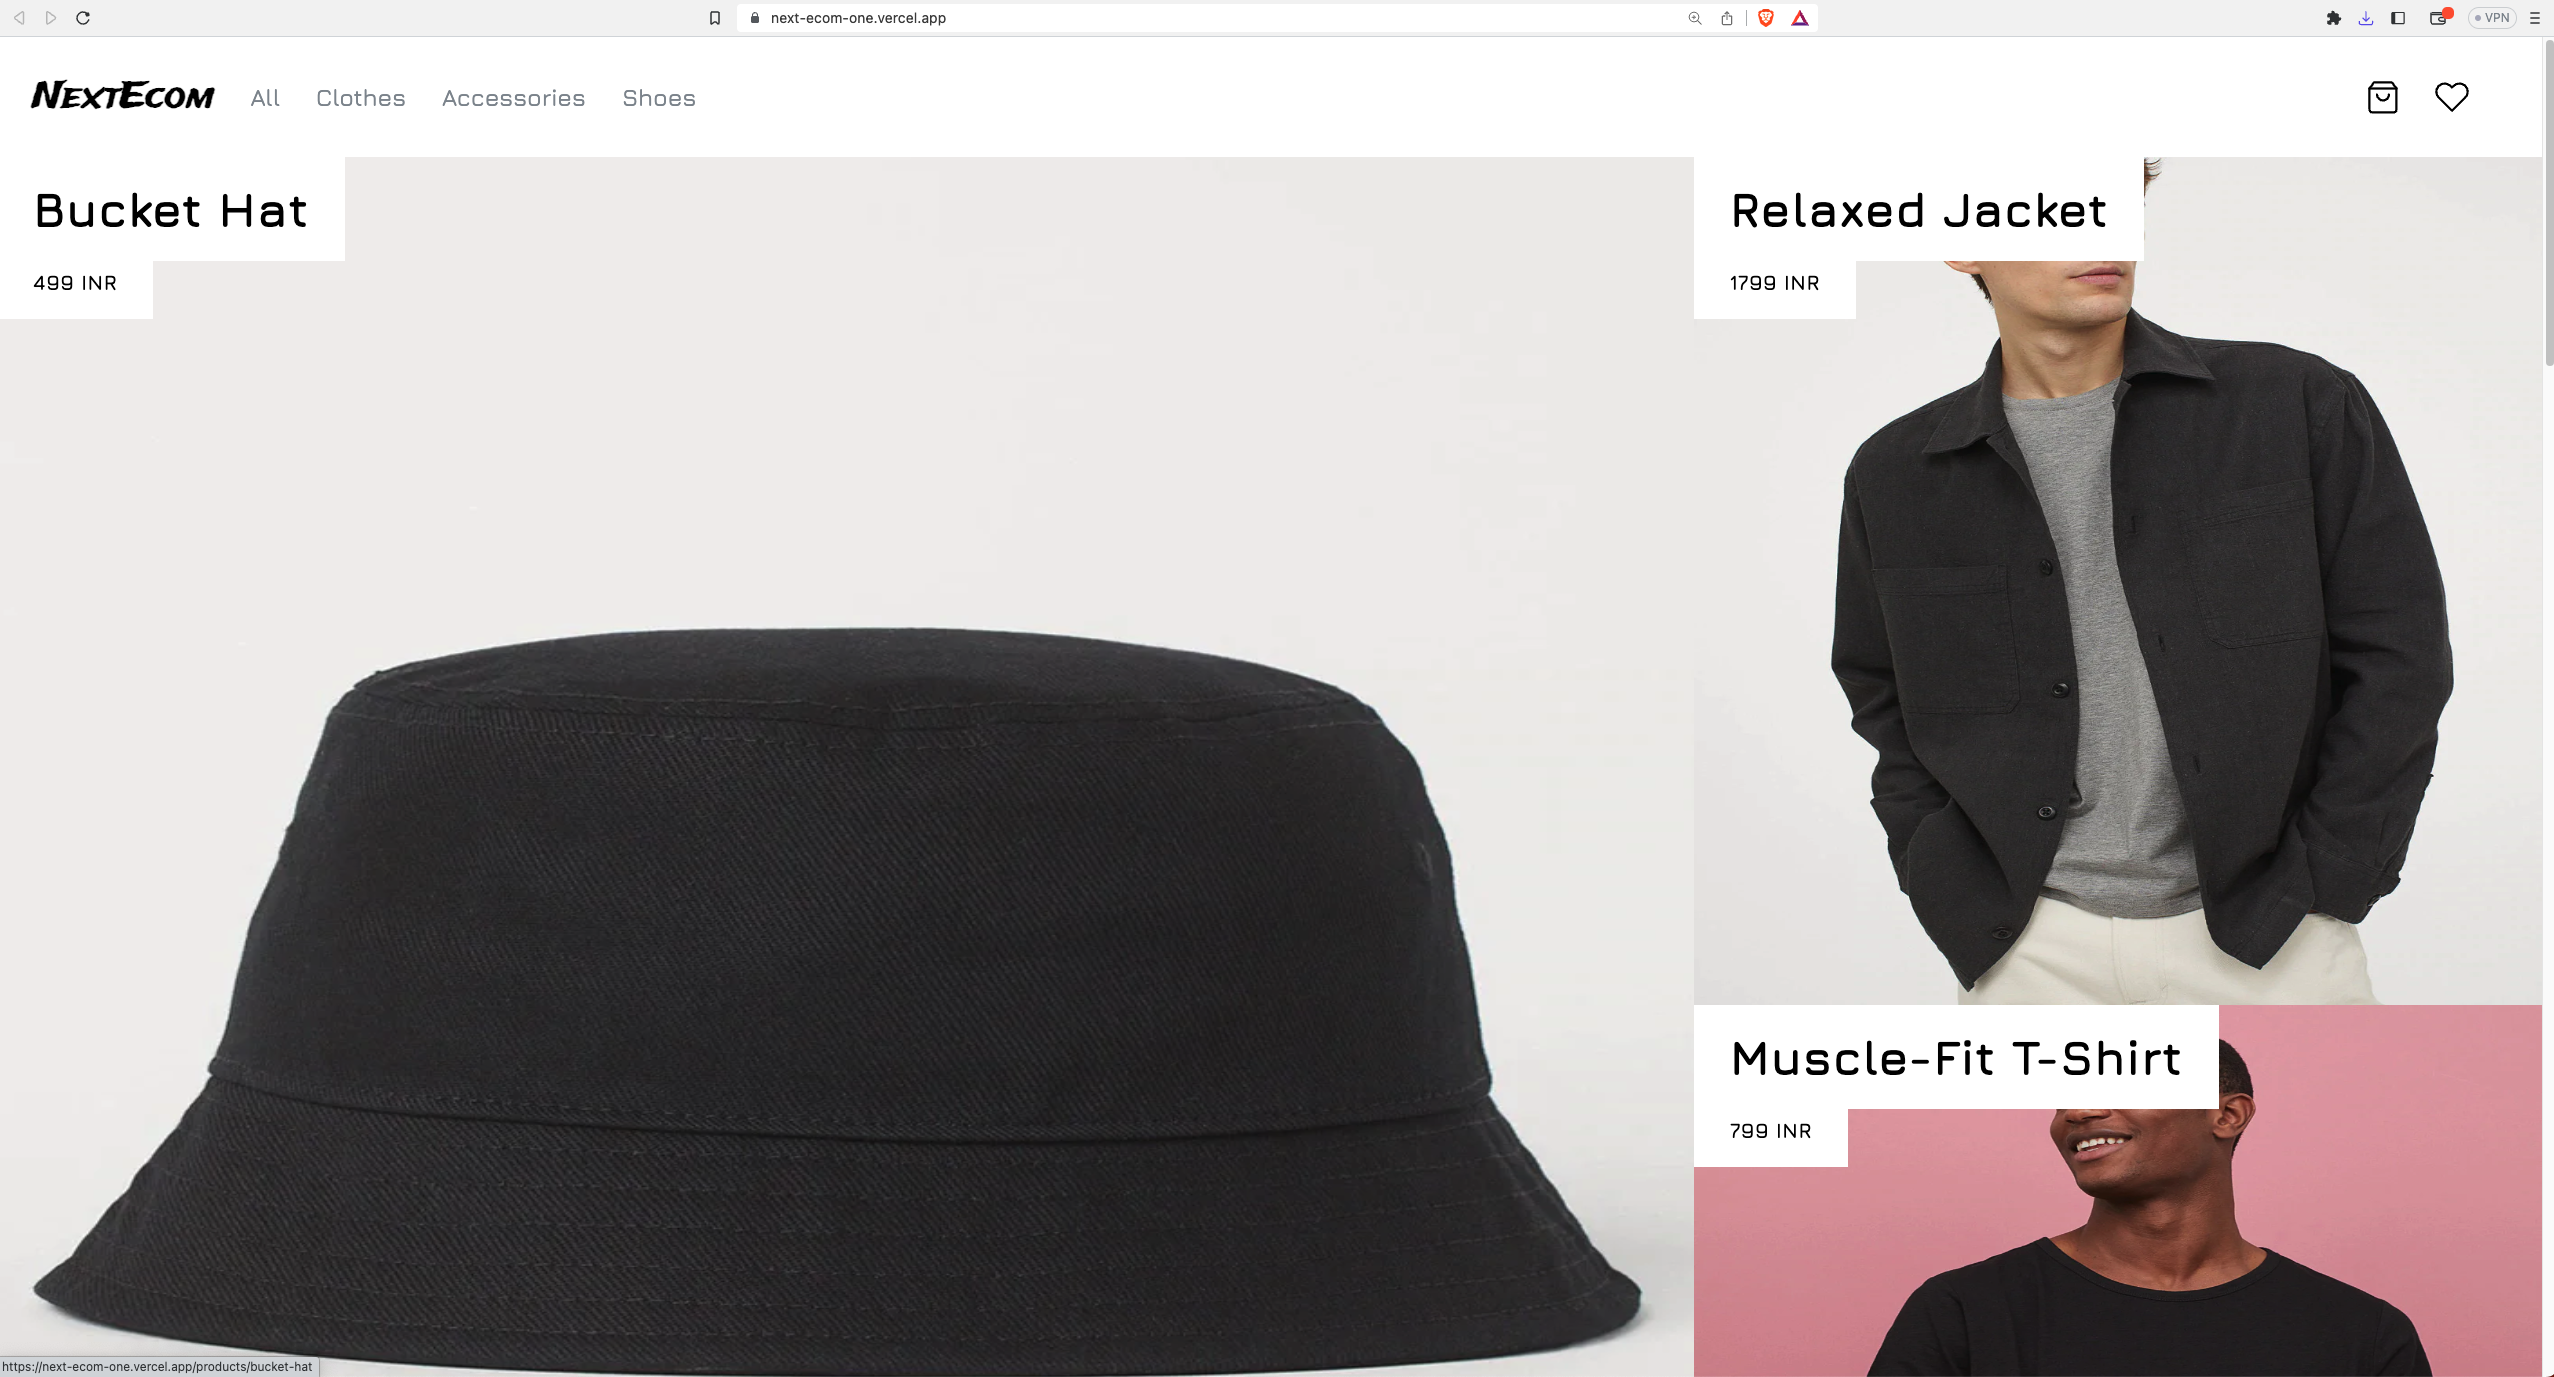 next-ecom-one.vercel.app
VPN
NextEcom
All Clothes Accessories Shoes
Bucket Hat
499 INR
Relaxed Jacket
1799 INR
Muscle-Fit T-Shirt
799 INR
https://next-ecom-one.vercel.app/products/bucket-hat